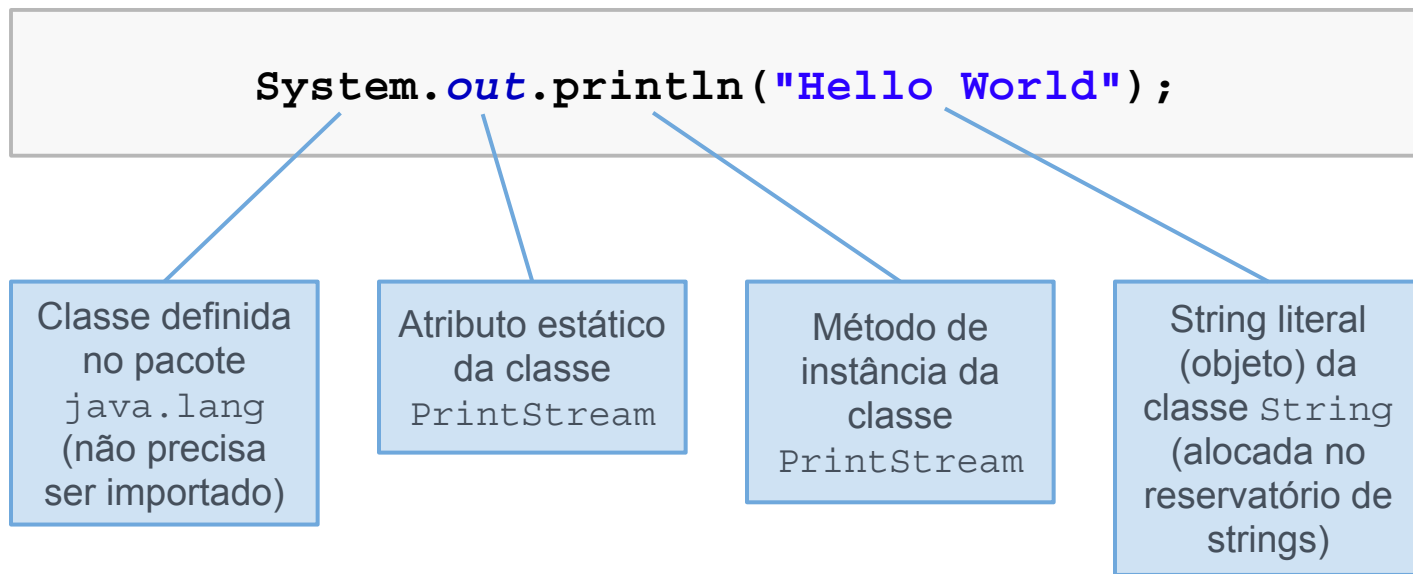 System.out.println("Hello World");
Classe definida
no pacote
java.lang
(não precisa
ser importado)
Atributo estático
da classe
PrintStream
Método de
instância da
classe
PrintStream
String literal
(objeto) da
classe String
(alocada no
reservatório de
strings)